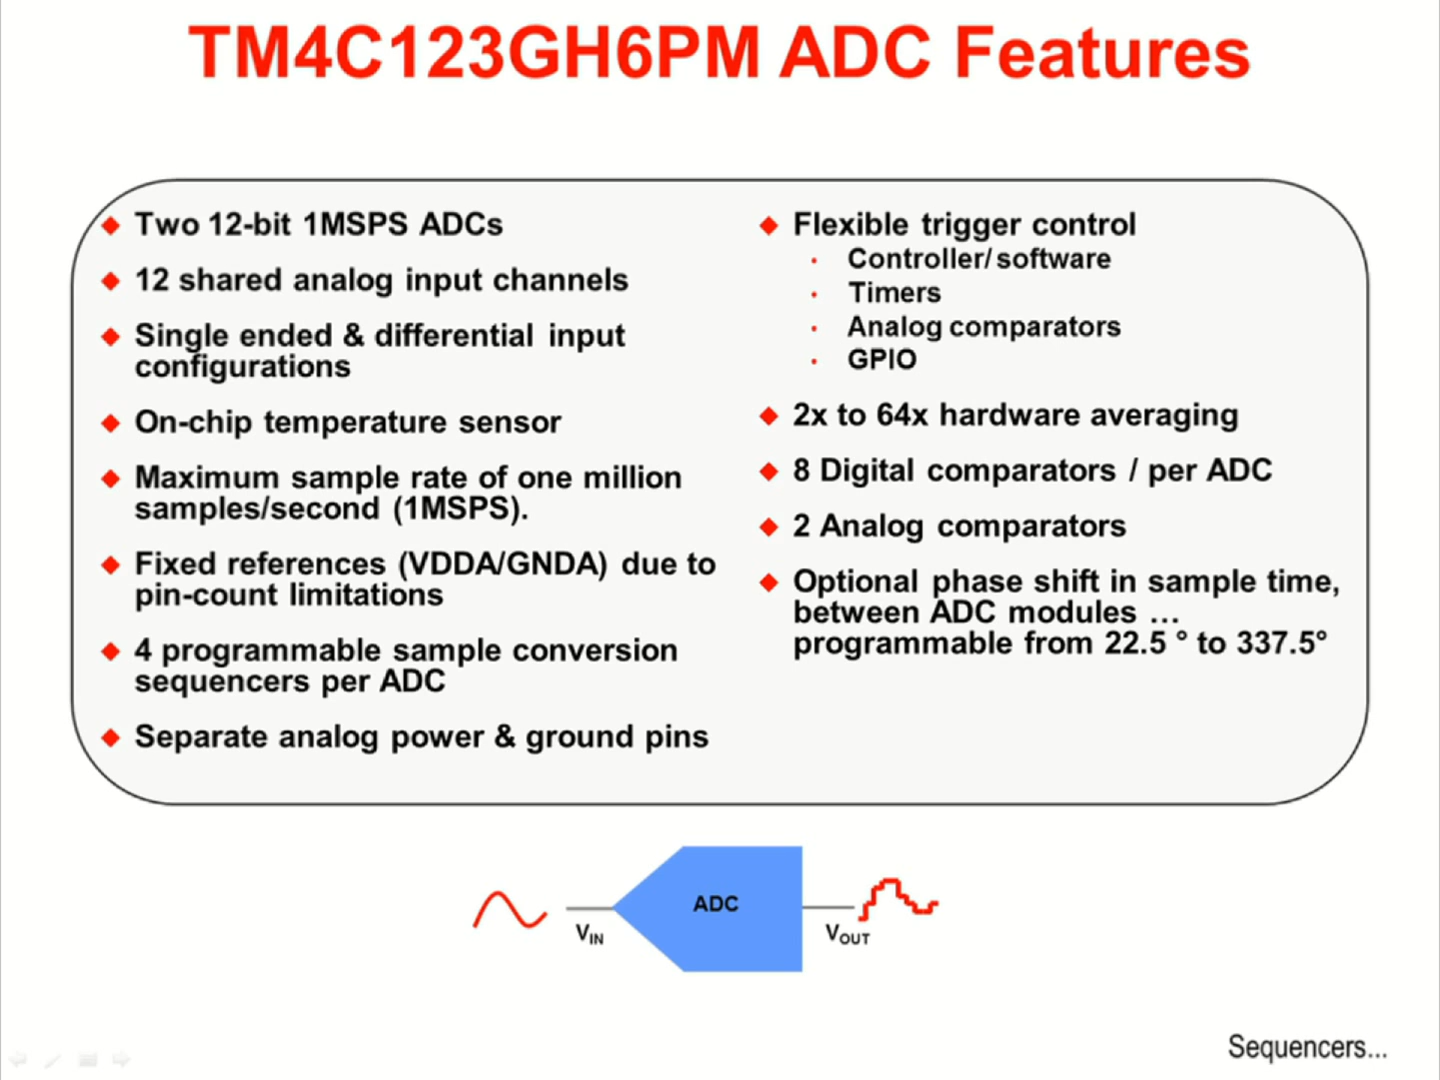 TM4C123GH6PM ADC Features
Two 12-bit 1MSPS ADCs
12 shared analog input channels
Single ended & differential input
configurations
On-chip temperature sensor
Maximum sample rate of one million
samples/second (1MSPS).
Fixed references (VDDA/GNDA) due to
pin-count limitations
4 programmable sample conversion
sequencers per ADC
Separate analog power & ground pins
Flexible trigger control
Controller/software
Timers
Analog comparators
GPIO
2x to 64x hardware averaging
8 Digital comparators / per ADC
2 Analog comparators
Optional phase shift in sample time,
between ADC modules …
programmable from 22.5 ° to 337.5°
ADC
VIN
VOUT
Sequencers...